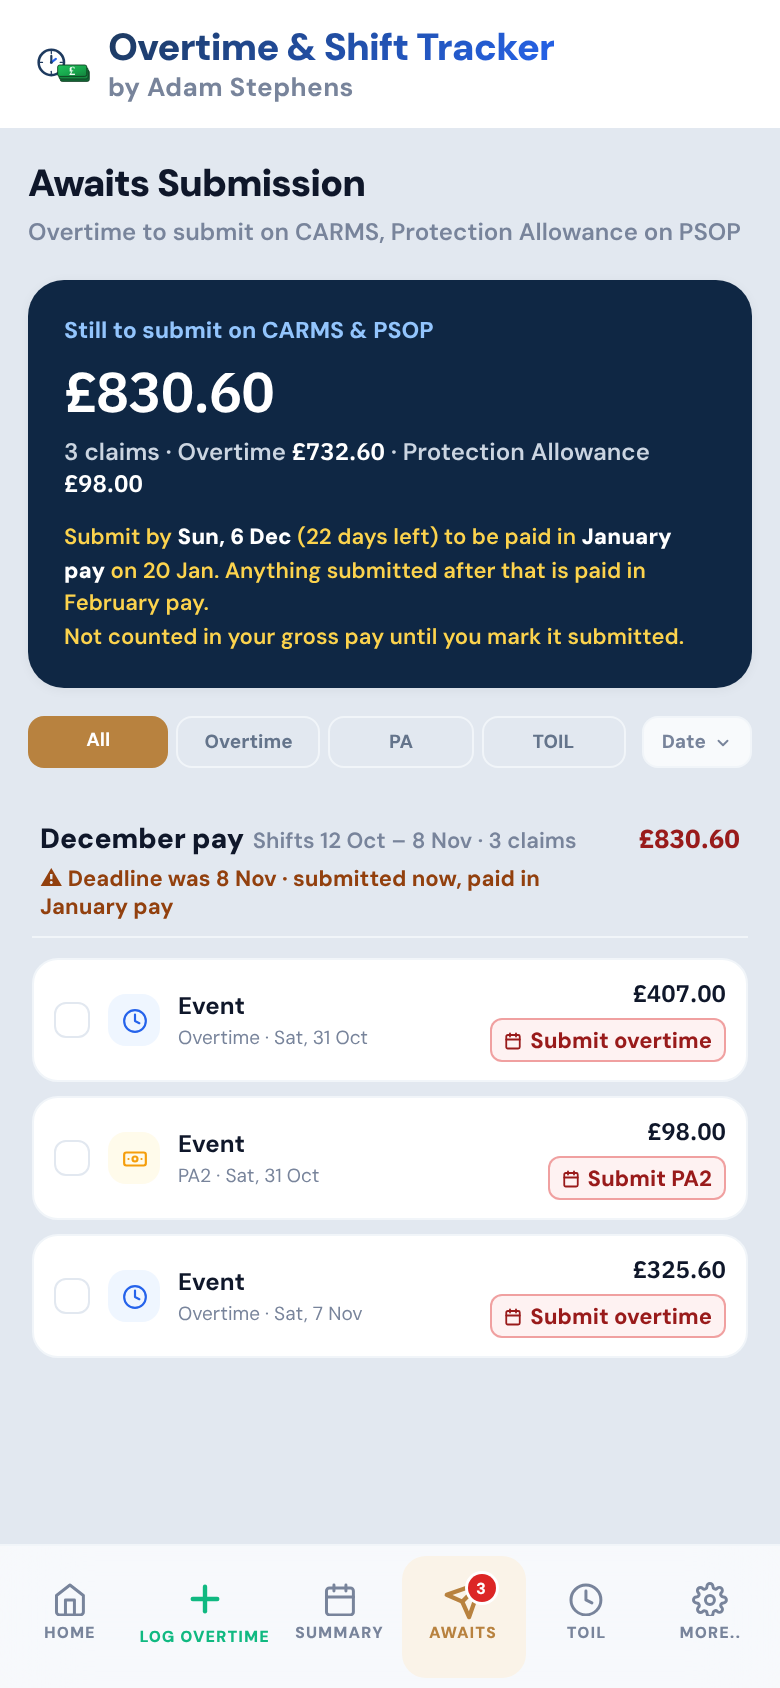 £
Overtime & Shift Tracker
by Adam Stephens
Awaits Submission
Overtime to submit on CARMS, Protection Allowance on PSOP
Still to submit on CARMS & PSOP
£830.60
3 claims · Overtime £732.60 · Protection Allowance
£98.00
Submit by Sun, 6 Dec (22 days left) to be paid in January
pay on 20 Jan. Anything submitted after that is paid in
February pay.
Not counted in your gross pay until you mark it submitted.
All
Overtime
PA
TOIL
Date
December pay Shifts 12 Oct – 8 Nov · 3 claims £830.60
⚠ Deadline was 8 Nov · submitted now, paid in
January pay
Event
Overtime · Sat, 31 Oct
£407.00
Submit overtime
Event
PA2 · Sat, 31 Oct
£98.00
Submit PA2
Event
Overtime · Sat, 7 Nov
£325.60
Submit overtime
HOME
LOG OVERTIME
SUMMARY
3
AWAITS
TOIL
MORE..